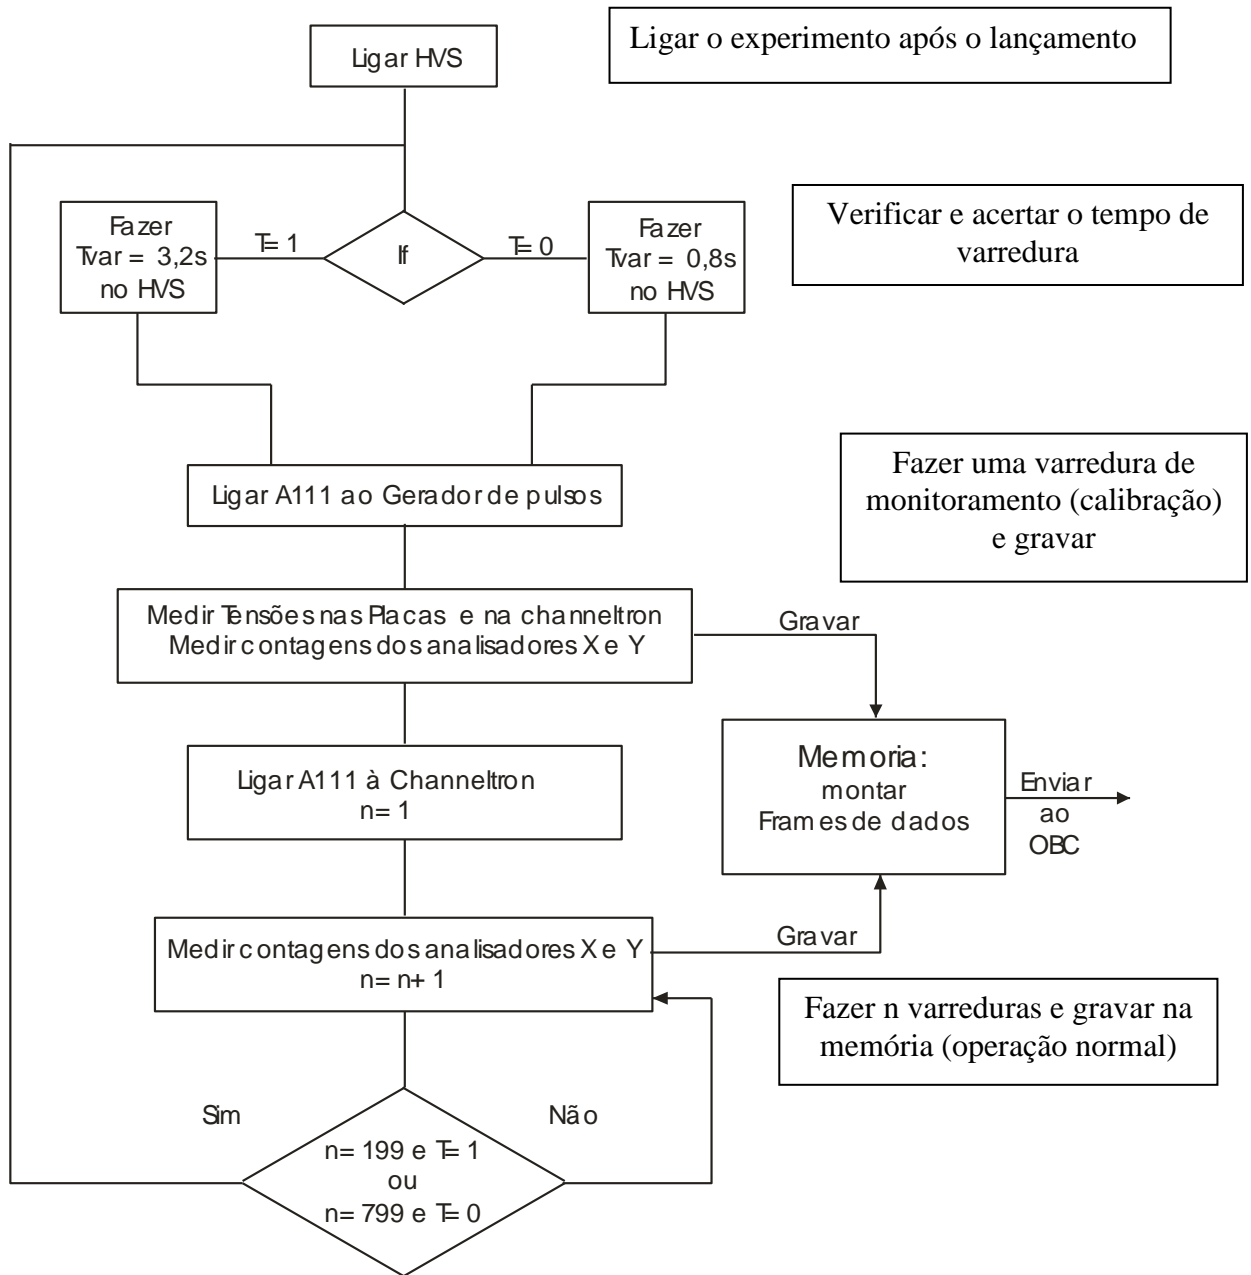 Ligar HVS
Ligar o experimento após o lançamento
Fazer
Tvar = 3,2s
no HVS
T= 1
If
T= 0
Fazer
Tvar = 0,8s
no HVS
Verificar e acertar o tempo de
varredura
Ligar A111 ao Gerador de pulsos
Fazer uma varredura de
monitoramento (calibração)
e gravar
Medir Tensões nas Placas e na channeltron
Medir contagens dos analisadores X e Y
Gravar
Ligar A111 à Channeltron
n= 1
Memoria:
montar
Frames de dados
Enviar
ao
OBC
Medir contagens dos analisadores X e Y
n= n+ 1
Gravar
Fazer n varreduras e gravar na
memória (operação normal)
Sim
Não
n= 199 e T= 1
ou
n= 799 e T= 0